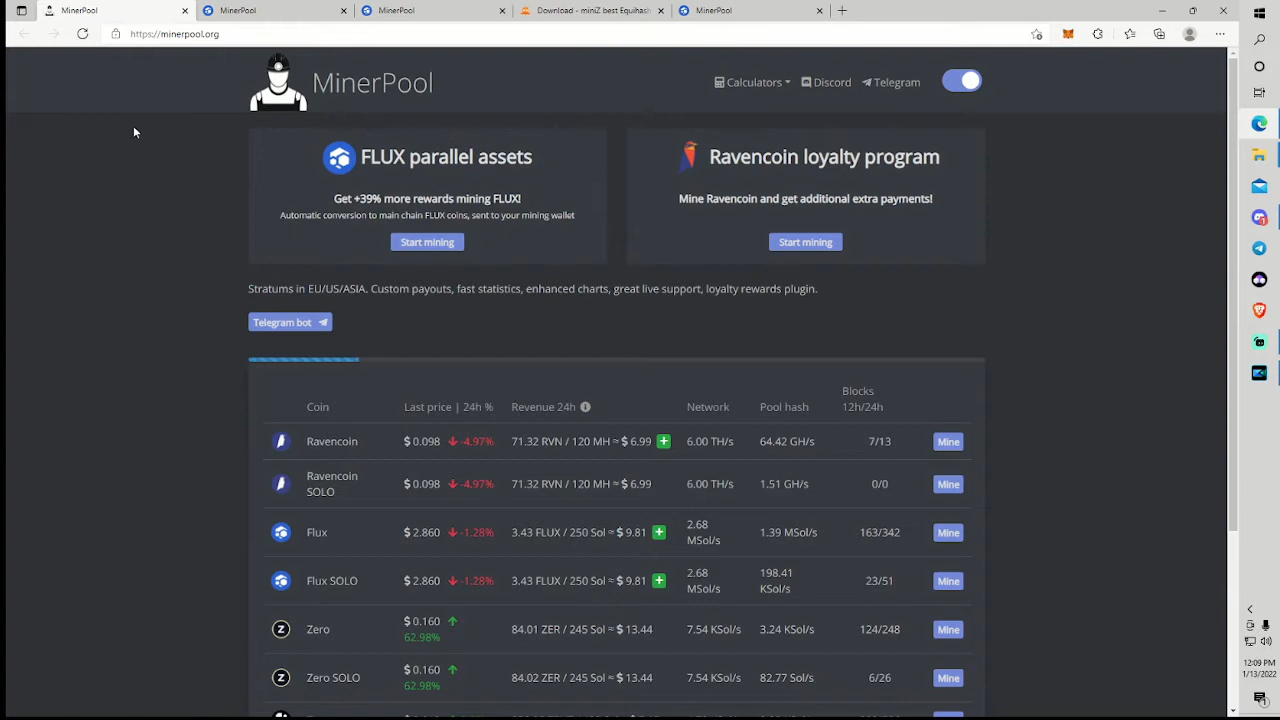 MinerPool
MinerPool
MinerPool
Download - miniZ best Equihash
MinerPool
https://minerpool.org
MinerPool
Calculators
Discord
Telegram
FLUX parallel assets
Get +39% more rewards mining FLUX!
Automatic conversion to main chain FLUX coins, sent to your mining wallet
Start mining
Ravencoin loyalty program
Mine Ravencoin and get additional extra payments!
Start mining
Stratums in EU/US/ASIA. Custom payouts, fast statistics, enhanced charts, great live support, loyalty rewards plugin.
Telegram bot
Coin Last price | 24h % Revenue 24h Network Pool hash Blocks
12h/24h
Ravencoin $ 0.098 -4.97% 71.32 RVN / 120 MH ≈ $ 6.99 + 6.00 TH/s 64.42 GH/s 7/13 Mine
Ravencoin
SOLO $ 0.098 -4.97% 71.32 RVN / 120 MH ≈ $ 6.99 6.00 TH/s 1.51 GH/s 0/0 Mine
Flux $ 2.860 -1.28% 3.43 FLUX / 250 Sol ≈ $ 9.81 + 2.68
MSol/s 1.39 MSol/s 163/342 Mine
Flux SOLO $ 2.860 -1.28% 3.43 FLUX / 250 Sol ≈ $ 9.81 + 2.68
MSol/s 198.41
KSol/s 23/51 Mine
Zero $ 0.160
62.98% 84.01 ZER / 245 Sol ≈ $ 13.44 7.54 KSol/s 3.24 KSol/s 124/248 Mine
Zero SOLO $ 0.160
62.98% 84.02 ZER / 245 Sol ≈ $ 13.44 7.54 KSol/s 82.77 Sol/s 6/26 Mine
12:09 PM
1/13/2022